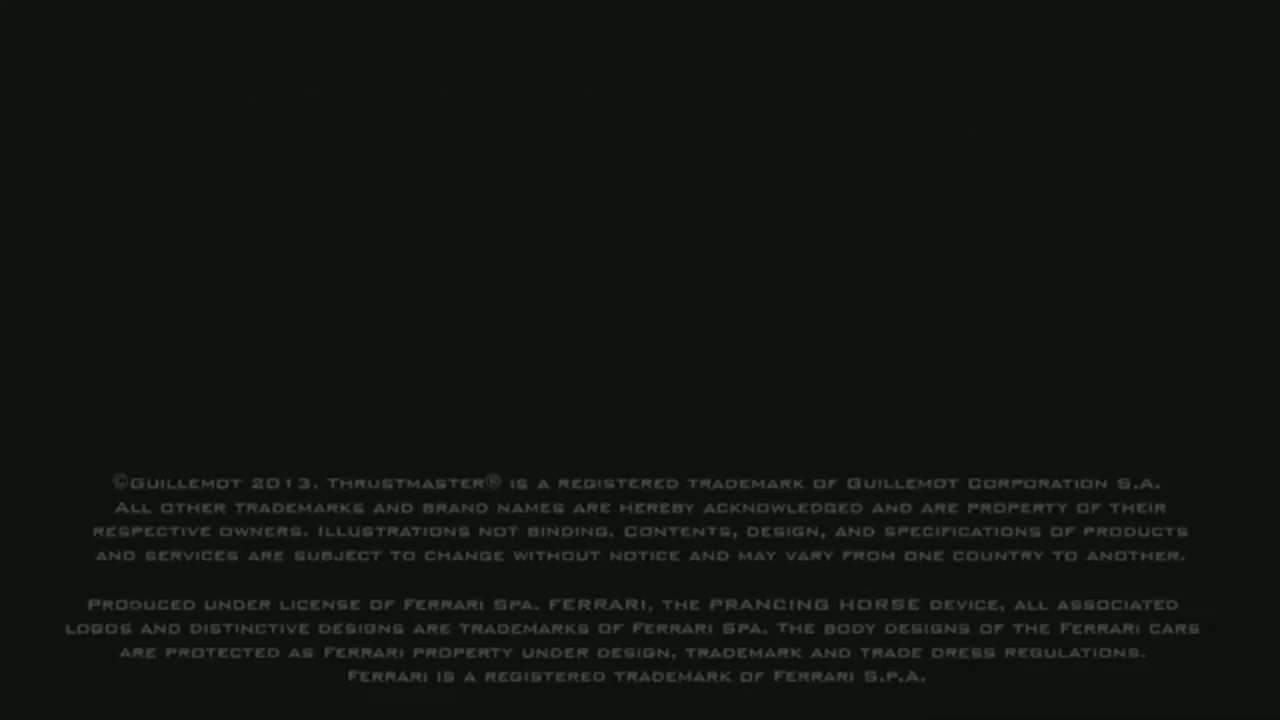 ©Guillemot 2013. Thrustmaster® is a registered trademark of Guillemot Corporation S.A.
All other trademarks and brand names are hereby acknowledged and are property of their
respective owners. Illustrations not binding. Contents, design, and specifications of products
and services are subject to change without notice and may vary from one country to another.
Produced under license of Ferrari Spa. FERRARI, the PRANCING HORSE device, all associated
logos and distinctive designs are trademarks of Ferrari SPA. The body designs of the Ferrari cars
are protected as Ferrari property under design, trademark and trade dress regulations.
Ferrari is a registered trademark of Ferrari S.p.A.